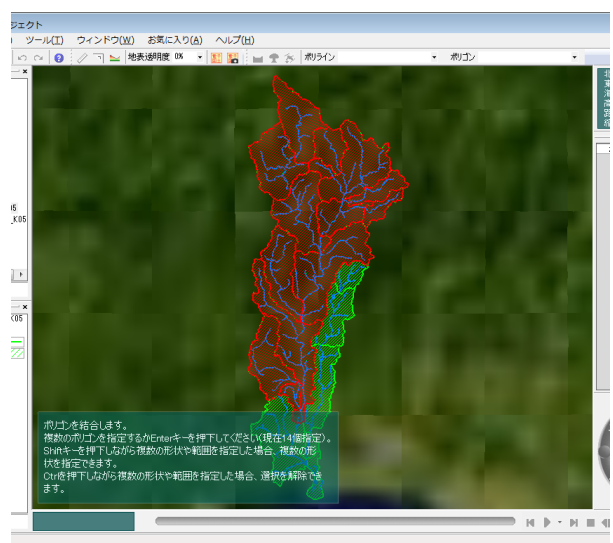 ジェクト
ツール(T) ウィンドウ(W) お気に入り(A) ヘルプ(H)
地表透明度 0% ポリライン ポリゴン
05
_K05
K05
ポリゴンを結合します。
複数のポリゴンを指定するかEnterキーを押下してください(現在14個指定)。
Shiftキーを押下しながら複数の形状や範囲を指定した場合、複数の形
状を指定できます。
Ctrlを押下しながら複数の形状や範囲を指定した場合、選択を解除でき
ます。